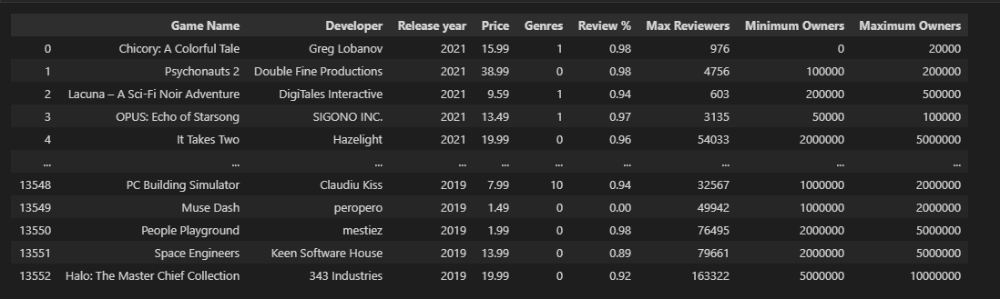 Game Name Developer Release year Price Genres Review % Max Reviewers Minimum Owners Maximum Owners
0 Chicory: A Colorful Tale Greg Lobanov 2021 15.99 1 0.98 976 0 20000
1 Psychonauts 2 Double Fine Productions 2021 38.99 0 0.98 4756 100000 200000
2 Lacuna – A Sci-Fi Noir Adventure DigiTales Interactive 2021 9.59 1 0.94 603 200000 500000
3 OPUS: Echo of Starsong SIGONO INC. 2021 13.49 1 0.97 3135 50000 100000
4 It Takes Two Hazelight 2021 19.99 0 0.96 54033 2000000 5000000
... ... ... ... ... ... ... ... ... ...
13548 PC Building Simulator Claudiu Kiss 2019 7.99 10 0.94 32567 1000000 2000000
13549 Muse Dash peropero 2019 1.49 0 0.00 49942 1000000 2000000
13550 People Playground mestiez 2019 1.99 0 0.98 76495 2000000 5000000
13551 Space Engineers Keen Software House 2019 13.99 0 0.89 79661 2000000 5000000
13552 Halo: The Master Chief Collection 343 Industries 2019 19.99 0 0.92 163322 5000000 10000000